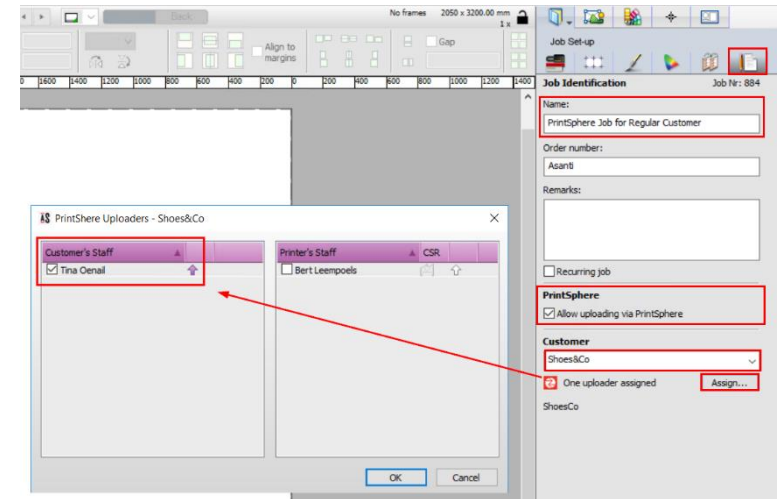 Back
No frames 2050 x 3200.00 mm
1 x
Align to
margins
Gap
1600 1400 1200 1000 800 600 400 200 0 200 400 600 800 1000 1200 1400
Job Set-up
Job Identification Job Nr: 884
Name:
PrintSphere Job for Regular Customer
Order number:
Asanti
Remarks:
Recurring job
PrintSphere
Allow uploading via PrintSphere
Customer
Shoes&Co
One uploader assigned Assign...
ShoesCo
AS PrintShere Uploaders - Shoes&Co
Customer's Staff
Tina Oenail
Printer's Staff CSR
Bert Leempoels
OK Cancel